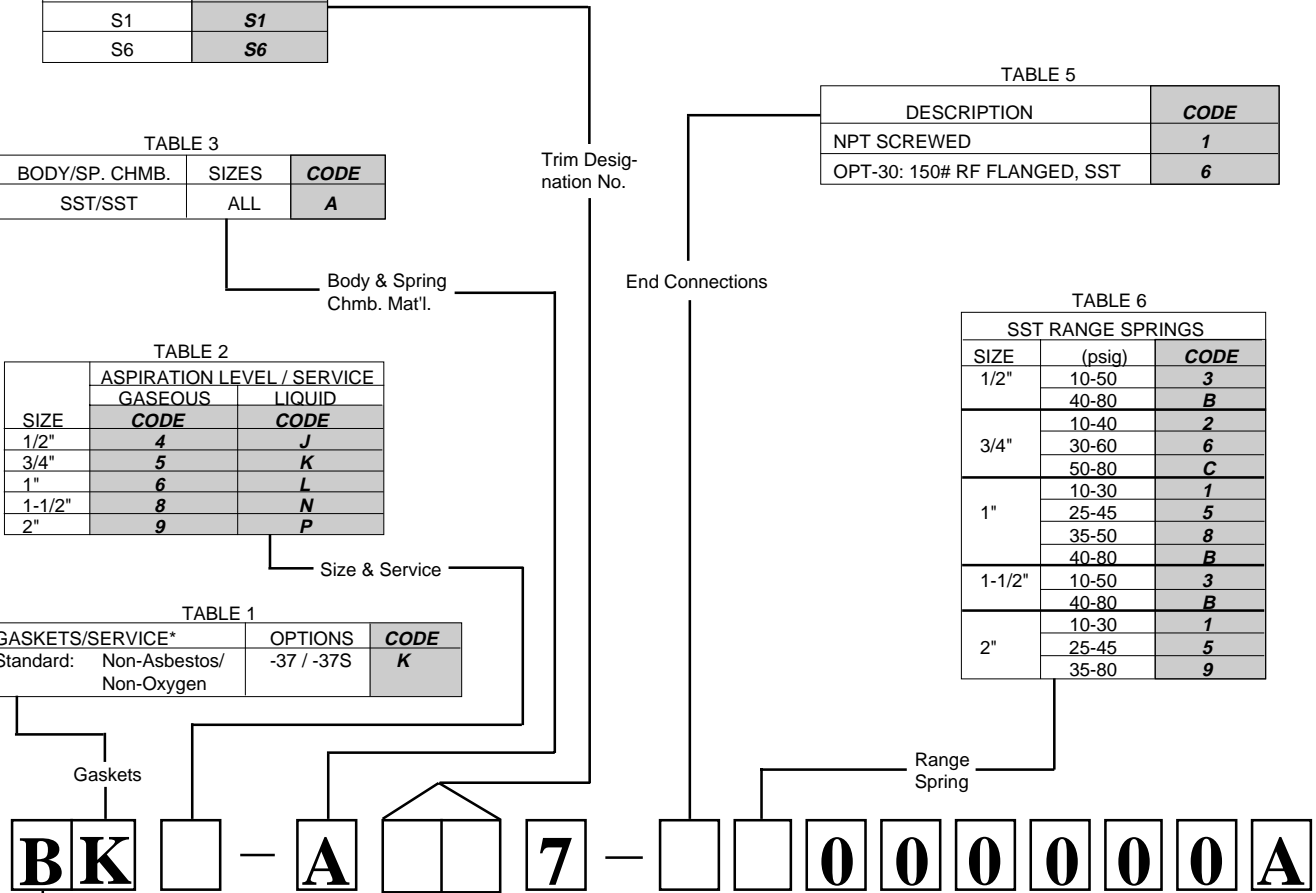 S1 S1
S6 S6
TABLE 5
DESCRIPTION CODE
NPT SCREWED 1
OPT-30: 150# RF FLANGED, SST 6
TABLE 3
BODY/SP. CHMB. SIZES CODE
SST/SST ALL A
Trim Desig-
nation No.
Body & Spring
Chmb. Mat'l.
End Connections
TABLE 6
SST RANGE SPRINGS
SIZE (psig) CODE
1/2" 10-50 3
40-80 B
10-40 2
3/4" 30-60 6
50-80 C
10-30 1
1" 25-45 5
35-50 8
40-80 B
1-1/2" 10-50 3
40-80 B
10-30 1
2" 25-45 5
35-80 9
TABLE 2
ASPIRATION LEVEL / SERVICE
GASEOUS LIQUID
SIZE CODE CODE
1/2" 4 J
3/4" 5 K
1" 6 L
1-1/2" 8 N
2" 9 P
Size & Service
TABLE 1
GASKETS/SERVICE* OPTIONS CODE
Standard: Non-Asbestos/ -37 / -37S K
Non-Oxygen
Gaskets
Range
Spring
B K – A 7 – 0 0 0 0 0 0 A